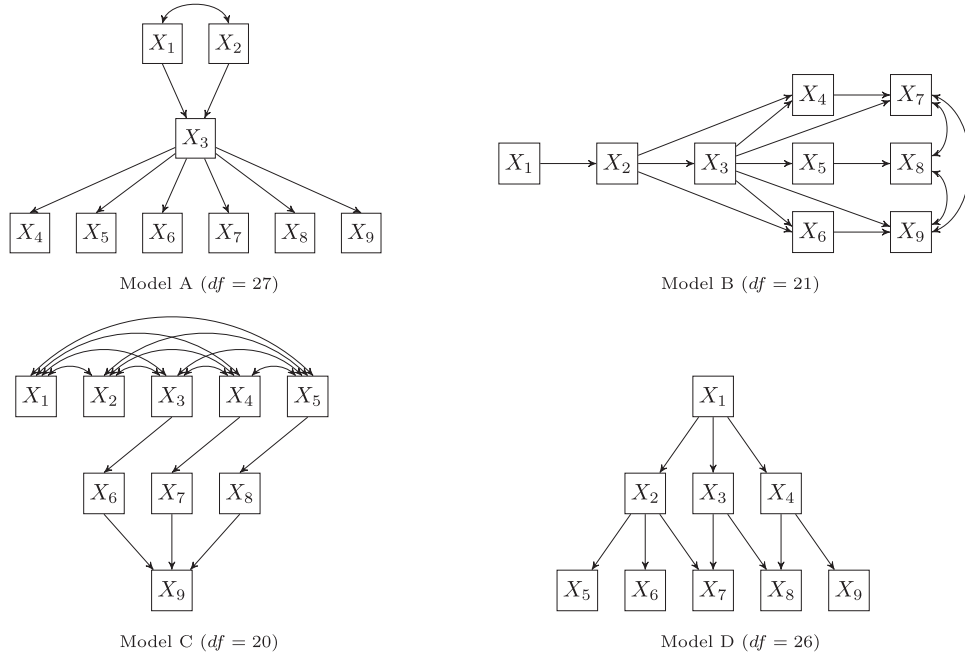 X₁ X₂
X₃
X₄ X₅ X₆ X₇ X₈ X₉
Model A (df = 27)
X₄ X₇
X₁ X₂ X₃ X₅ X₈
X₆ X₉
Model B (df = 21)
X₁ X₂ X₃ X₄ X₅
X₆ X₇ X₈
X₉
Model C (df = 20)
X₁
X₂ X₃ X₄
X₅ X₆ X₇ X₈ X₉
Model D (df = 26)